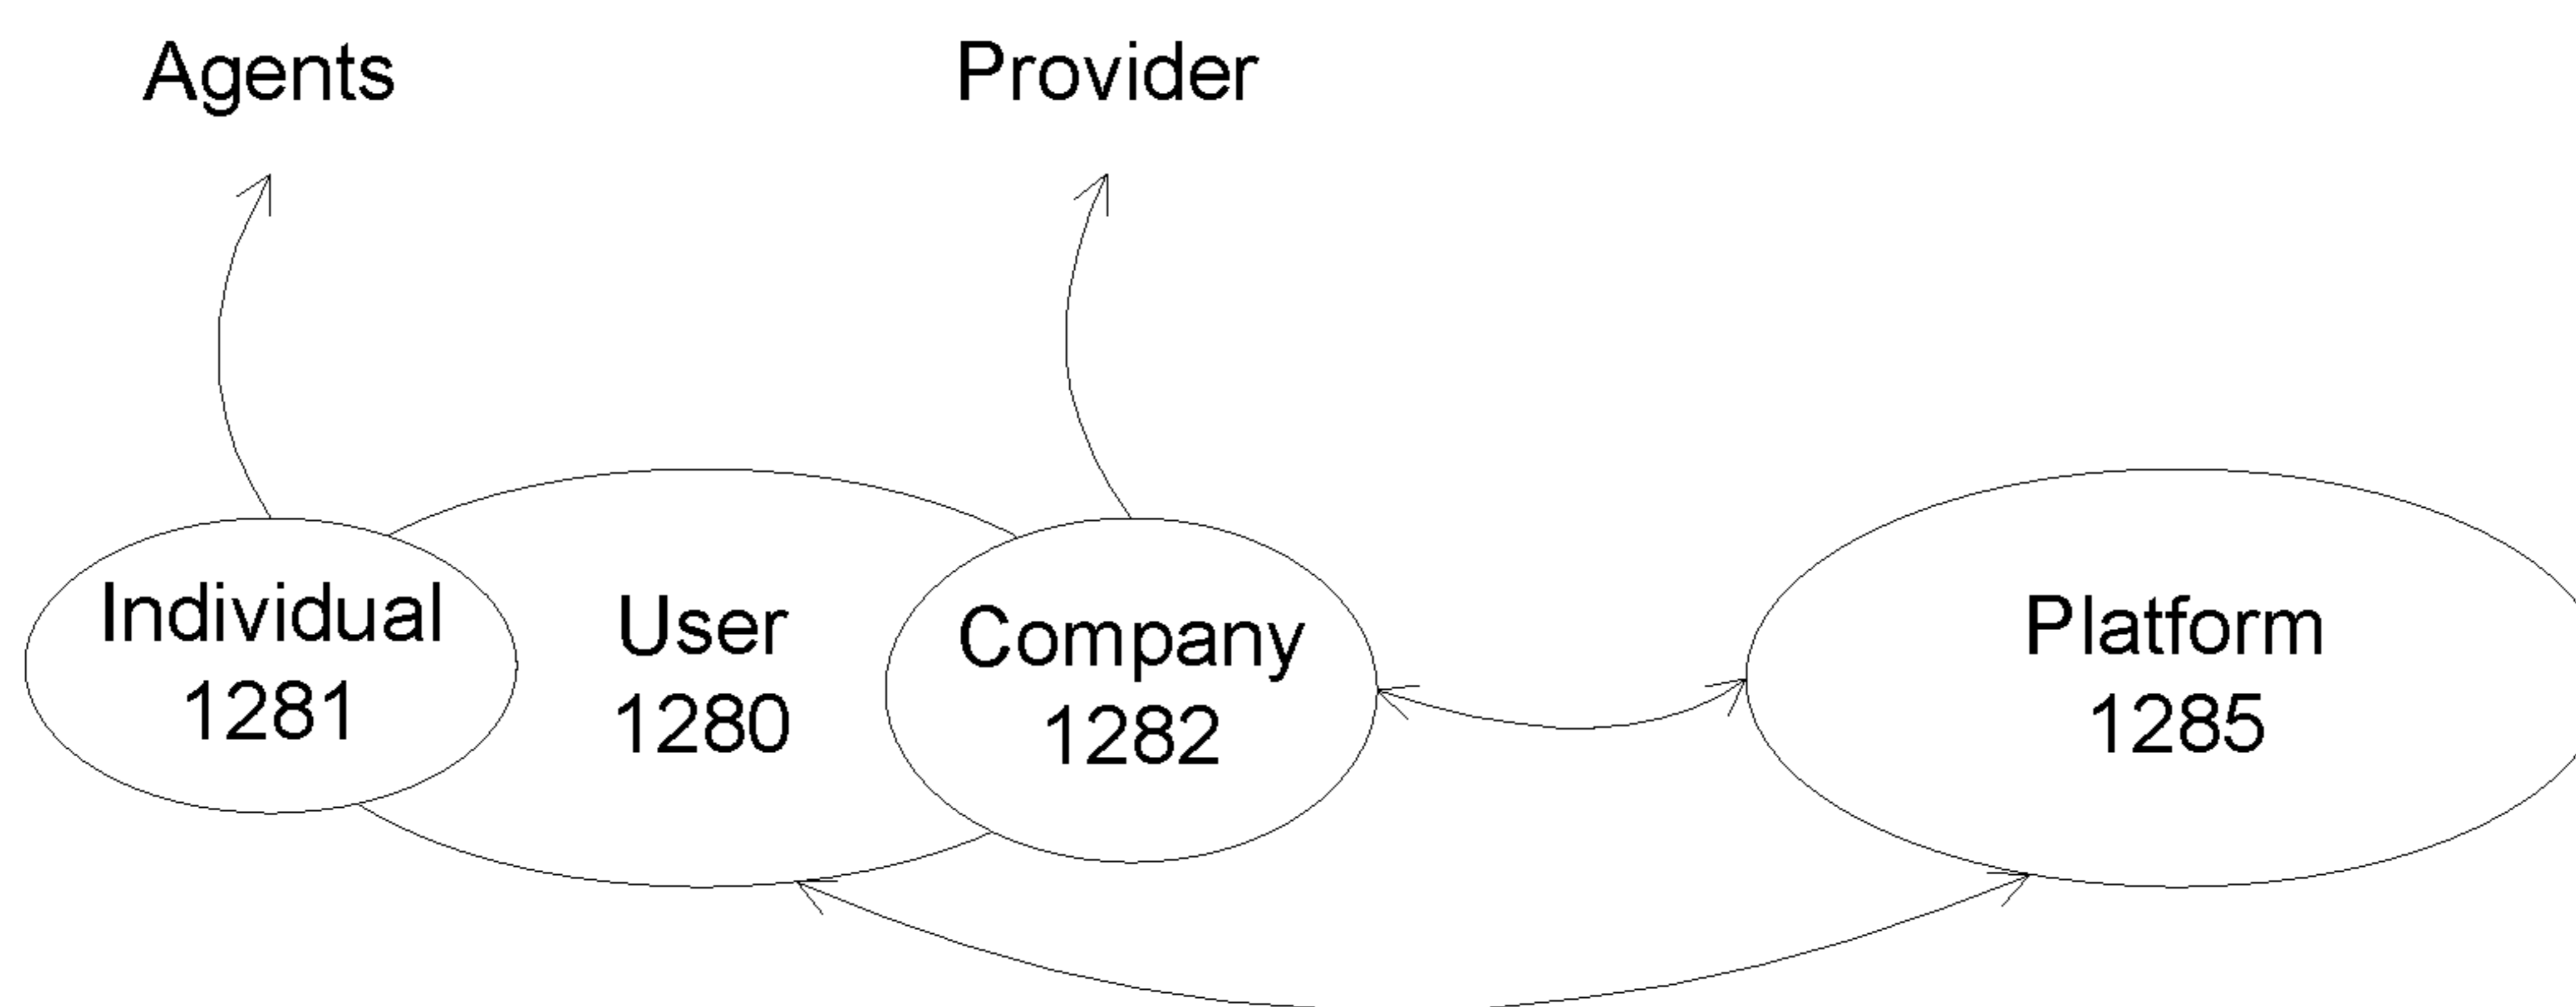 Agents
Provider
Individual
1281
User
1280
Company
1282
Platform
1285